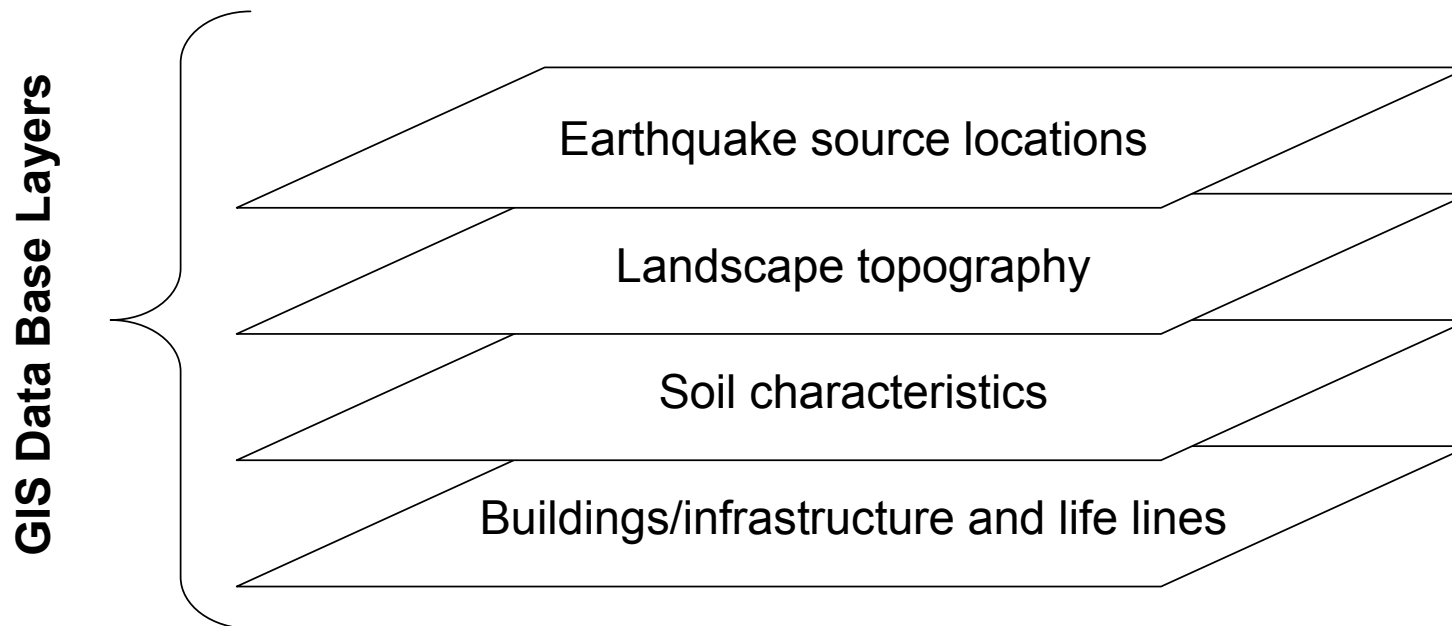 GIS Data Base Layers
Earthquake source locations
Landscape topography
Soil characteristics
Buildings/infrastructure and life lines